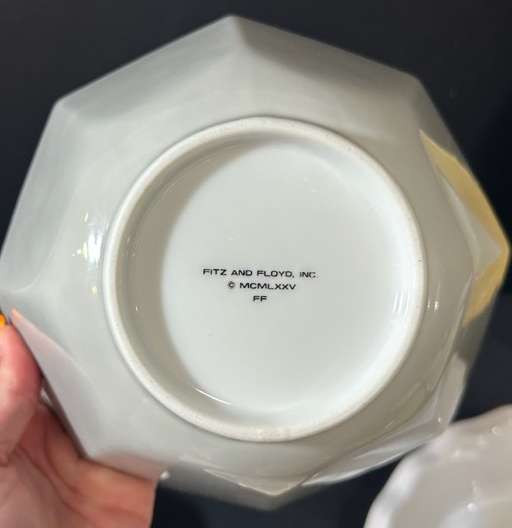 FITZ AND FLOYD, INC.
© MCMLXXV
FF